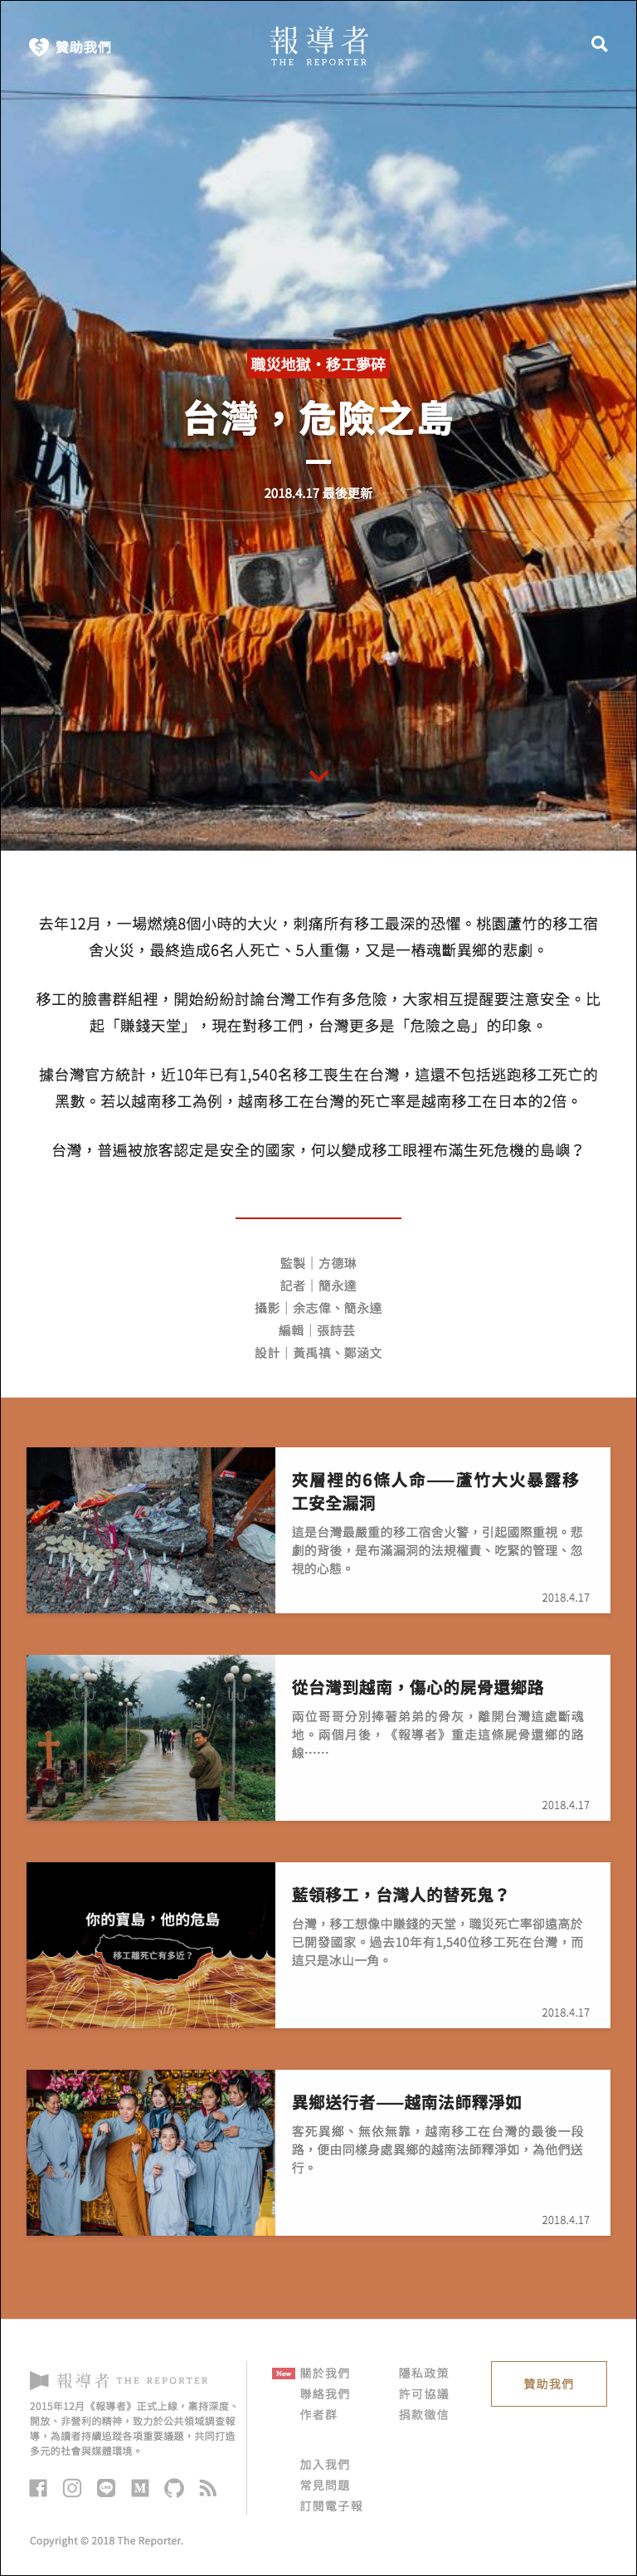 贊助我們
報導者
THE REPORTER
職災地獄・移工夢碎
台灣，危險之島
2018.4.17 最後更新
去年12月，一場燃燒8個小時的大火，刺痛所有移工最深的恐懼。桃園蘆竹的移工宿
舍火災，最終造成6名人死亡、5人重傷，又是一樁魂斷異鄉的悲劇。
移工的臉書群組裡，開始紛紛討論台灣工作有多危險，大家相互提醒要注意安全。比
起「賺錢天堂」，現在對移工們，台灣更多是「危險之島」的印象。
據台灣官方統計，近10年已有1,540名移工喪生在台灣，這還不包括逃跑移工死亡的
黑數。若以越南移工為例，越南移工在台灣的死亡率是越南移工在日本的2倍。
台灣，普遍被旅客認定是安全的國家，何以變成移工眼裡布滿生死危機的島嶼？
監製｜方德琳
記者｜簡永達
攝影｜余志偉、簡永達
編輯｜張詩芸
設計｜黃禹禛、鄭涵文
夾層裡的6條人命——蘆竹大火暴露移
工安全漏洞
這是台灣最嚴重的移工宿舍火警，引起國際重視。悲
劇的背後，是布滿漏洞的法規權責、吃緊的管理、忽
視的心態。
2018.4.17
從台灣到越南，傷心的屍骨還鄉路
兩位哥哥分別捧著弟弟的骨灰，離開台灣這處斷魂
地。兩個月後，《報導者》重走這條屍骨還鄉的路
線⋯⋯
2018.4.17
你的寶島，他的危島
移工離死亡有多近？
藍領移工，台灣人的替死鬼？
台灣，移工想像中賺錢的天堂，職災死亡率卻遠高於
已開發國家。過去10年有1,540位移工死在台灣，而
這只是冰山一角。
2018.4.17
異鄉送行者——越南法師釋淨如
客死異鄉、無依無靠，越南移工在台灣的最後一段
路，便由同樣身處異鄉的越南法師釋淨如，為他們送
行。
2018.4.17
報導者 THE REPORTER
2015年12月《報導者》正式上線，秉持深度、
開放、非營利的精神，致力於公共領域調查報
導，為讀者持續追蹤各項重要議題，共同打造
多元的社會與媒體環境。
LINE
Copyright © 2018 The Reporter.
New 關於我們
聯絡我們
作者群
加入我們
常見問題
訂閱電子報
隱私政策
許可協議
捐款徵信
贊助我們